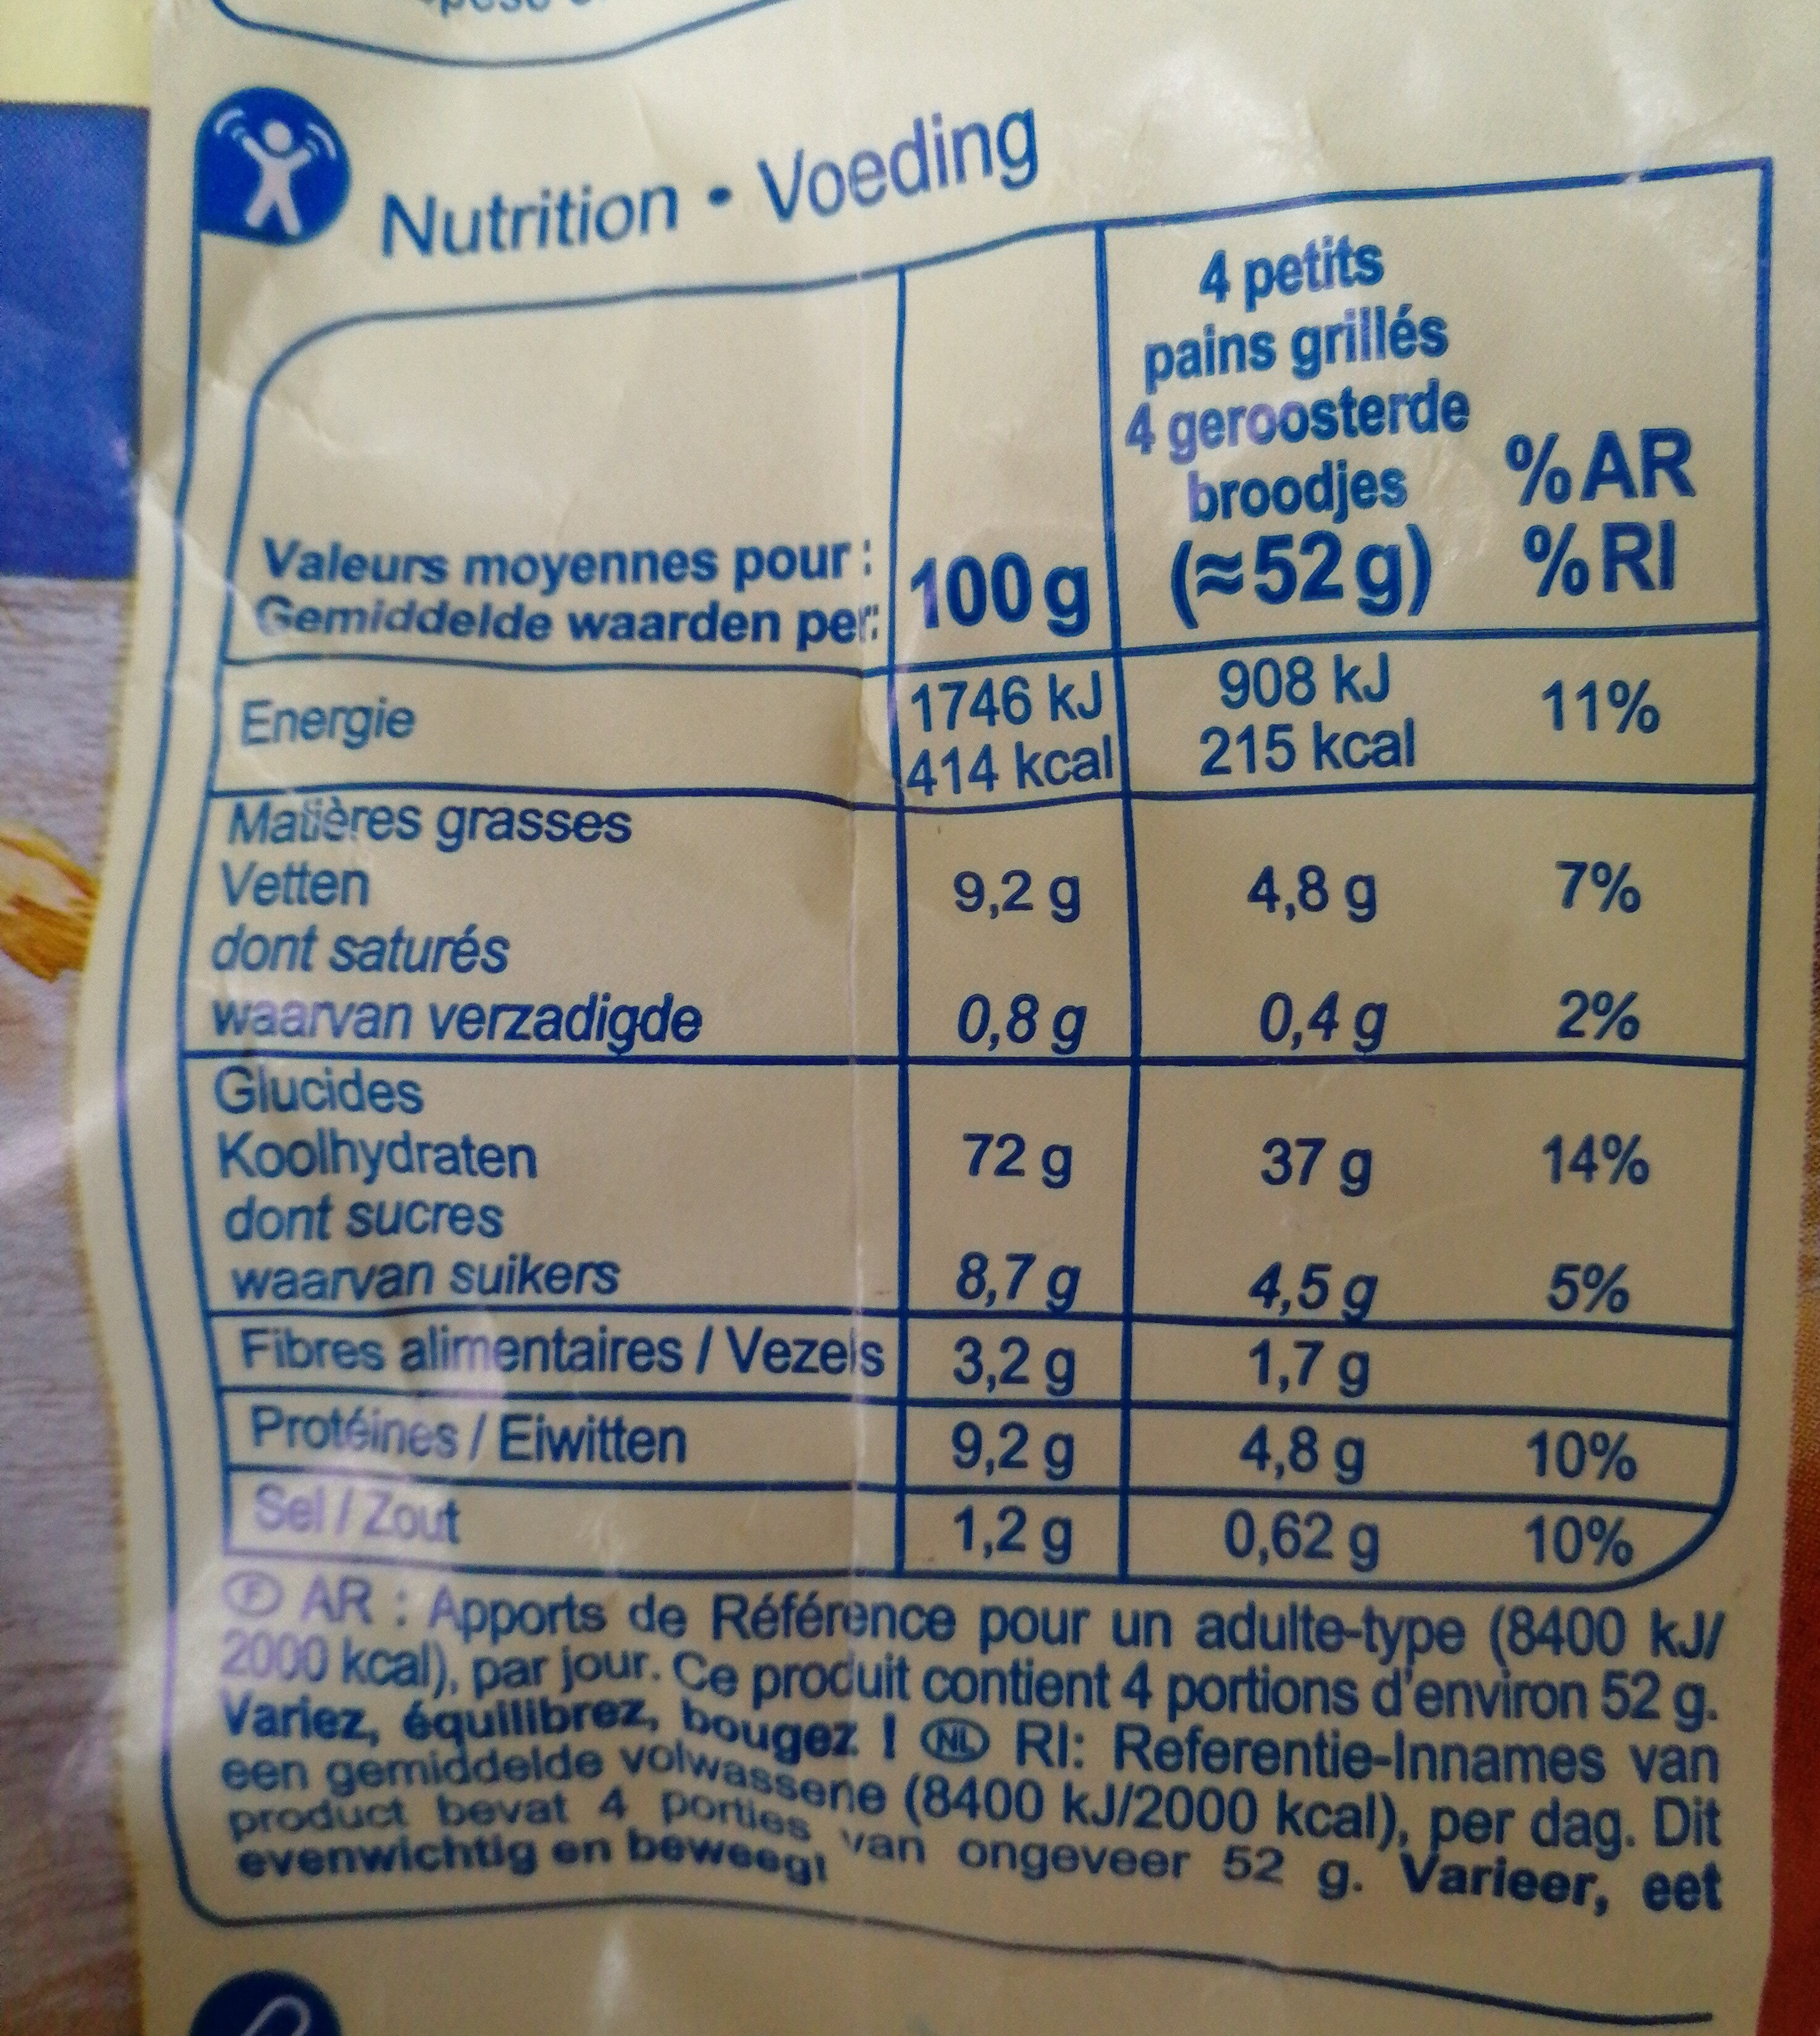 Nutrition • Voeding
4 petits
pains grillés
4 geroosterde
broodjes
(≈52 g)
%AR
%RI
Valeurs moyennes pour :
Gemiddelde waarden per:
100 g
Energie
1746 kJ 908 kJ 11%
414 kcal 215 kcal
Matières grasses
Vetten 9,2 g 4,8 g 7%
dont saturés
waarvan verzadigde 0,8 g 0,4 g 2%
Glucides
Koolhydraten 72 g 37 g 14%
dont sucres
waarvan suikers 8,7 g 4,5 g 5%
Fibres alimentaires / Vezels 3,2 g 1,7 g
Protéines / Eiwitten 9,2 g 4,8 g 10%
Sel / Zout 1,2 g 0,62 g 10%
F AR : Apports de Référence pour un adulte-type (8400 kJ/
2000 kcal), par jour. Ce produit contient 4 portions d'environ 52 g.
Variez, équilibrez, bougez ! NL RI: Referentie-Innames van
een gemiddelde volwassene (8400 kJ/2000 kcal), per dag. Dit
product bevat 4 porties van ongeveer 52 g. Varieer, eet
evenwichtig en beweeg!